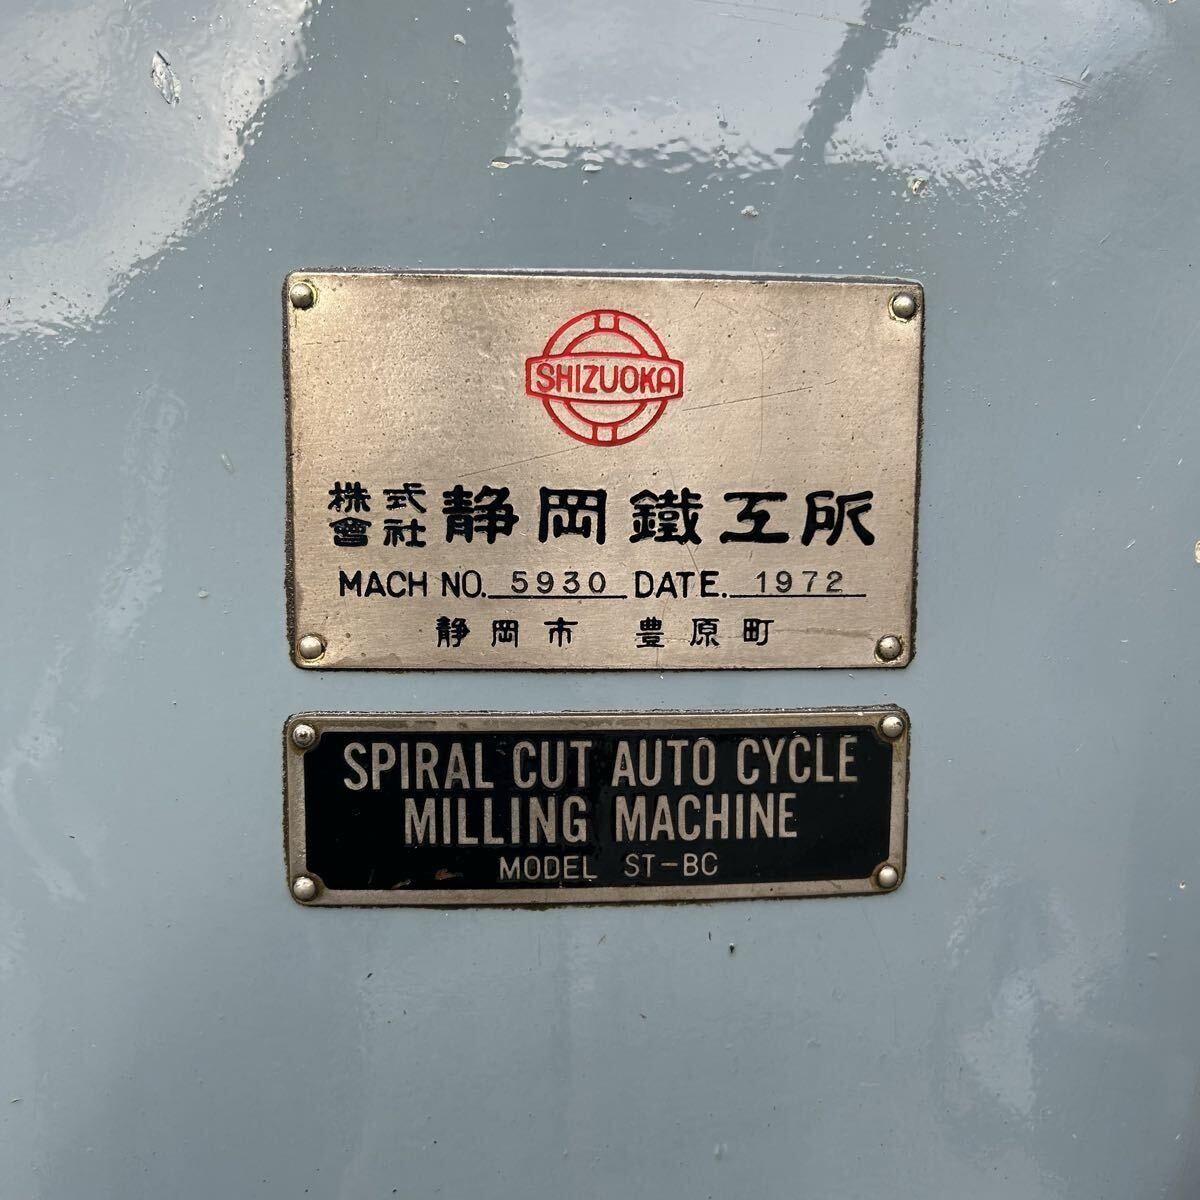 SHIZUOKA
株式會社 静岡鐵工所
MACH NO. 5930 DATE. 1972
静岡市 豊原町
SPIRAL CUT AUTO CYCLE
MILLING MACHINE
MODEL ST-BC